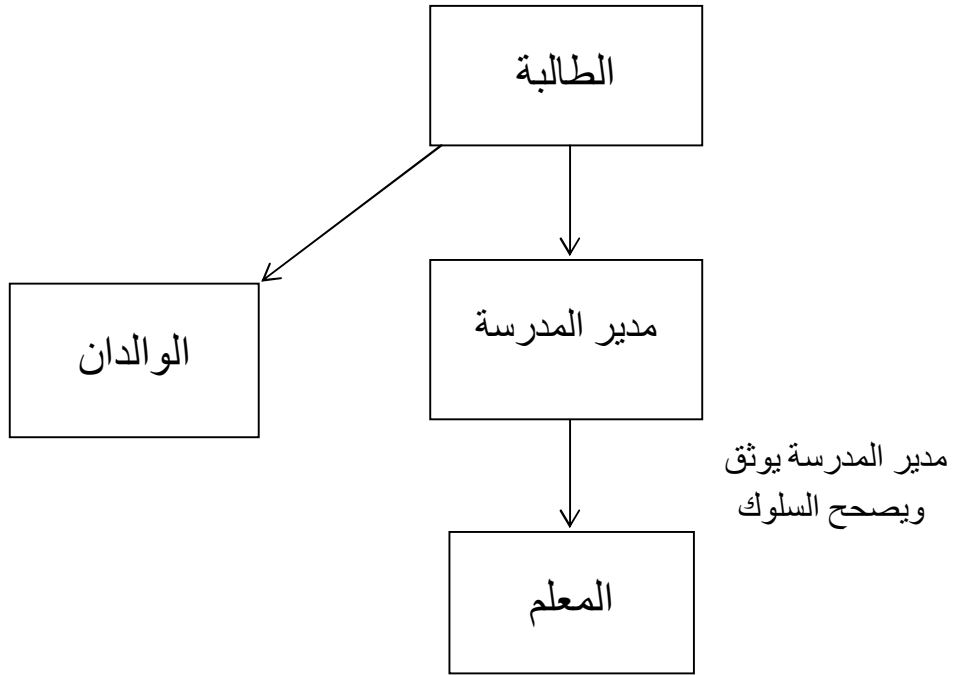 الطالبة
مدير المدرسة
الوالدان
مدير المدرسة يوثق
ويصحح السلوك
المعلم